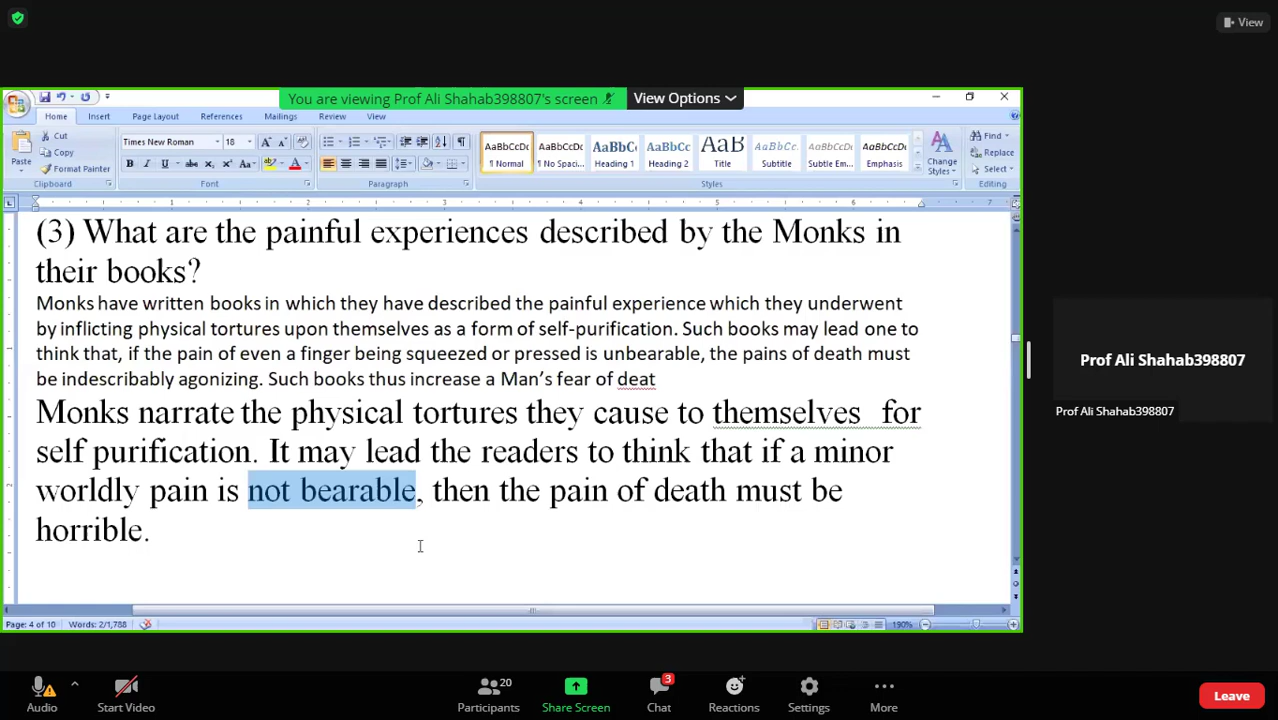 View
You are viewing Prof Ali Shahab398807's screen
View Options
Home Insert Page Layout References Mailings Review View
Cut
Copy
Format Painter
Paste
Clipboard
Times New Roman 18
Font
Paragraph
AaBbCcDc AaBbCcDc AaBbCc AaBbCc AaB AaBbCc. AaBbCcDc AaBbCcDc
¶ Normal ¶ No Spaci... Heading 1 Heading 2 Title Subtitle Subtle Em... Emphasis
Change
Styles
Styles
Find
Replace
Select
Editing
(3) What are the painful experiences described by the Monks in
their books?
Monks have written books in which they have described the painful experience which they underwent
by inflicting physical tortures upon themselves as a form of self-purification. Such books may lead one to
think that, if the pain of even a finger being squeezed or pressed is unbearable, the pains of death must
be indescribably agonizing. Such books thus increase a Man’s fear of deat
Monks narrate the physical tortures they cause to themselves for
self purification. It may lead the readers to think that if a minor
worldly pain is not bearable, then the pain of death must be
horrible.
Page: 4 of 10 Words: 2/1,788 190%
Prof Ali Shahab398807
Prof Ali Shahab398807
Audio Start Video Participants 20 Share Screen Chat 3 Reactions Settings More Leave